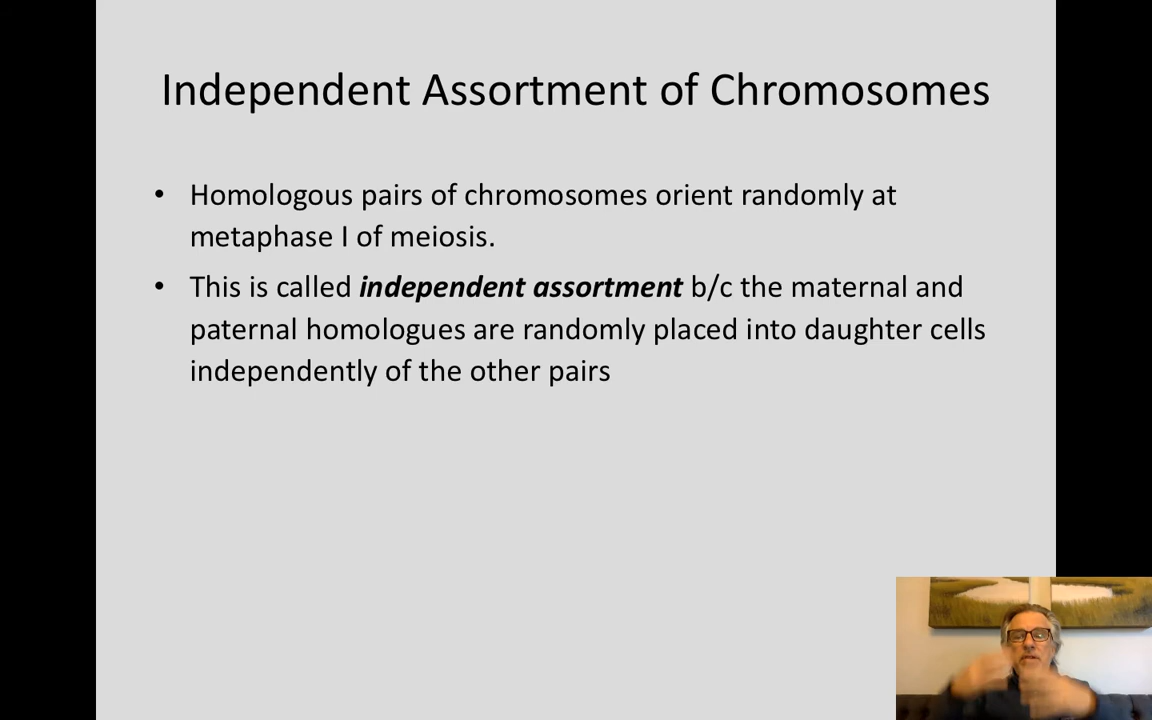 Independent Assortment of Chromosomes
• Homologous pairs of chromosomes orient randomly at
metaphase I of meiosis.
• This is called independent assortment b/c the maternal and
paternal homologues are randomly placed into daughter cells
independently of the other pairs